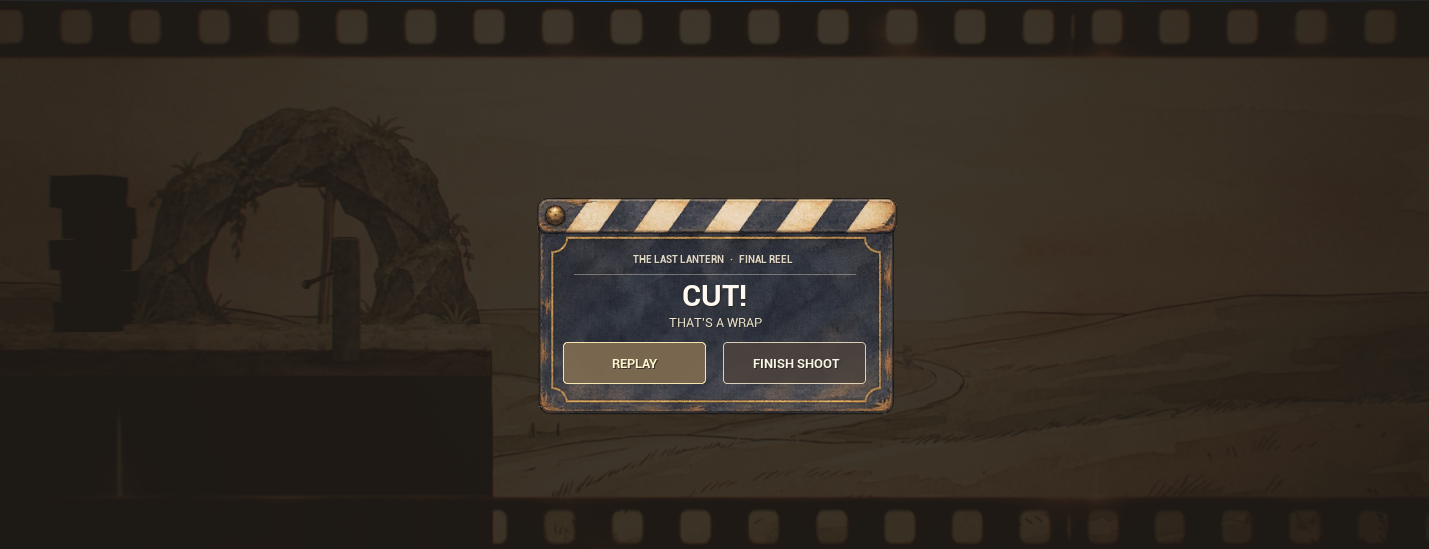 THE LAST LANTERN · FINAL REEL
CUT!
THAT'S A WRAP
REPLAY
FINISH SHOOT